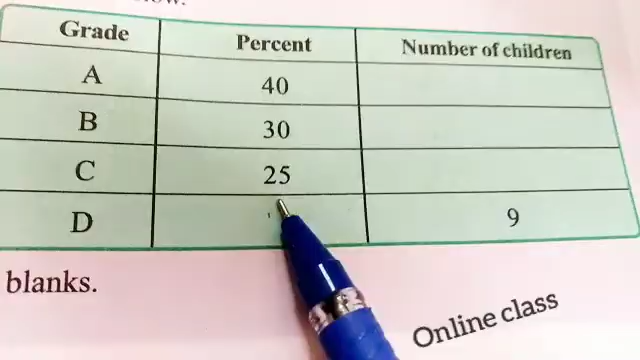 Grade Percent Number of children
A 40
B 30
C 25
D 9
blanks.
Online class